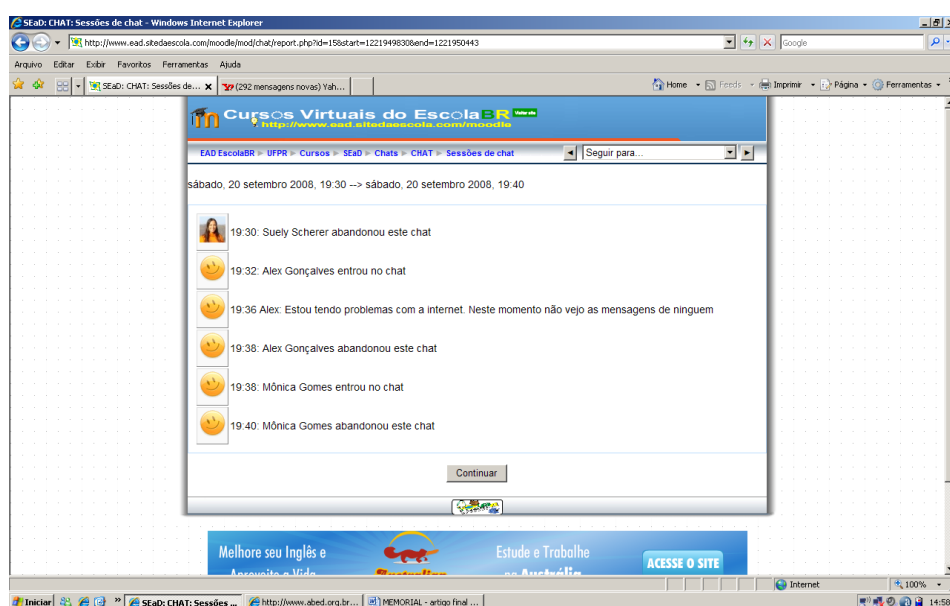 SEaD: CHAT: Sessões de chat - Windows Internet Explorer
http://www.ead.sitedaescola.com/moodle/mod/chat/report.php?id=15&start=1221949830&end=1221950443
Google
Arquivo Editar Exibir Favoritos Ferramentas Ajuda
SEaD: CHAT: Sessões de... (292 mensagens novas) Yah... Home Feeds Imprimir Página Ferramentas
Cursos Virtuais do EscolaBR
http://www.ead.sitedaescola.com/moodle
EAD EscolaBR ► UFPR ► Cursos ► SEaD ► Chats ► CHAT ► Sessões de chat Seguir para...
sábado, 20 setembro 2008, 19:30 --> sábado, 20 setembro 2008, 19:40
19:30: Suely Scherer abandonou este chat
19:32: Alex Gonçalves entrou no chat
19:36 Alex: Estou tendo problemas com a internet. Neste momento não vejo as mensagens de ninguem
19:38: Alex Gonçalves abandonou este chat
19:38: Mônica Gomes entrou no chat
19:40: Mônica Gomes abandonou este chat
Continuar
Melhore seu Inglês e Estude e Trabalhe
Aproveite a Vida na Austrália
ACESSE O SITE
Internet 100%
Iniciar SEaD: CHAT: Sessões ... http://www.abed.org.br... MEMORIAL - artigo final ... 14:58